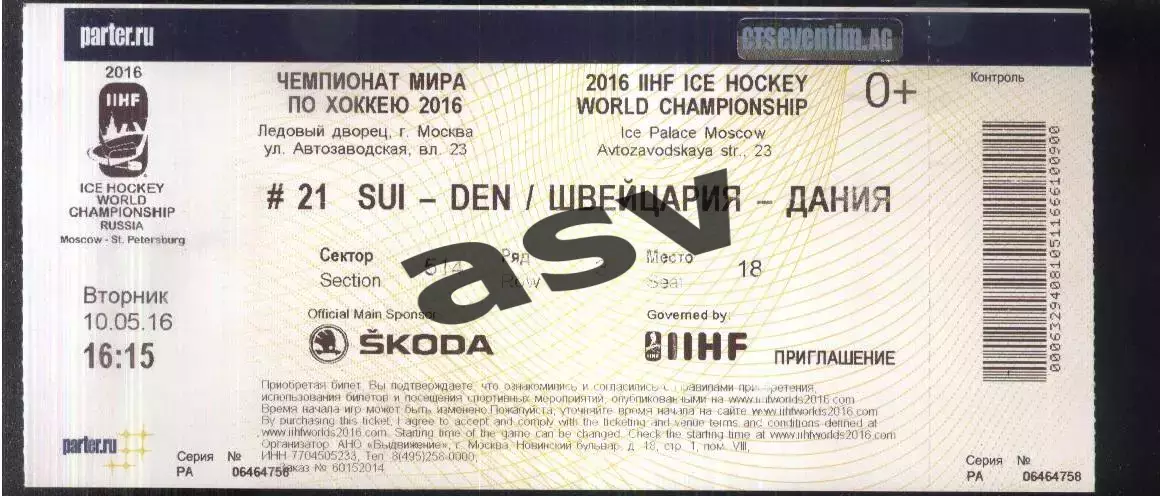 parter.ru
CTSeventim.AG
2016
IIHF
ICE HOCKEY
WORLD
CHAMPIONSHIP
RUSSIA
Moscow - St. Petersburg
Вторник
10.05.16
16:15
parter.ru
ЧЕМПИОНАТ МИРА
ПО ХОККЕЮ 2016
Ледовый дворец, г. Москва
ул. Автозаводская, вл. 23
2016 IIHF ICE HOCKEY
WORLD CHAMPIONSHIP
Ice Palace Moscow
Avtozavodskaya str., 23
0+
Контроль
# 21 SUI - DEN / ШВЕЙЦАРИЯ - ДАНИЯ
asv
Сектор 514 Ряд Место 18
Section Row Seat
Official Main Sponsor
ŠKODA
Governed by:
IIHF
ПРИГЛАШЕНИЕ
Приобретая билет, Вы подтверждаете, что ознакомились и согласились с правилами приобретения,
использования билетов и посещения спортивных мероприятий, опубликованными на www.iihfworlds2016.com
Время начала игр может быть изменено.Пожалуйста, уточняйте время начала на сайте www.iihfworlds2016.com
By purchasing this ticket, I agree to accept and comply with the ticketing and venue terms and conditions defined at
www.iihfworlds2016.com. Starting time of the game can be changed. Check the starting time at www.iihfworlds2016.com
Организатор: АНО «Выдвижение», г. Москва, Новинский бульвар, д. 18, стр. 1, пом. VIII,
ИНН 7704505233, Тел. 8(495)258-0000,
Заказ № 60152014
Серия №
РА 06464758
000632940810511666100900
Серия №
РА 06464758